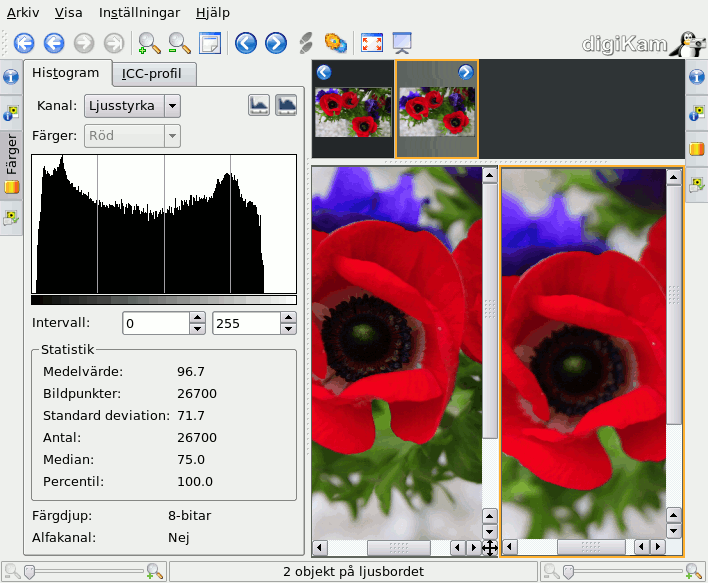 Arkiv Visa Inställningar Hjälp
digiKam
Histogram ICC-profil
Kanal: Ljusstyrka
Färger: Röd
Färger
Intervall: 0 255
Statistik
Medelvärde: 96.7
Bildpunkter: 26700
Standard deviation: 71.7
Antal: 26700
Median: 75.0
Percentil: 100.0
Färgdjup: 8-bitar
Alfakanal: Nej
2 objekt på ljusbordet